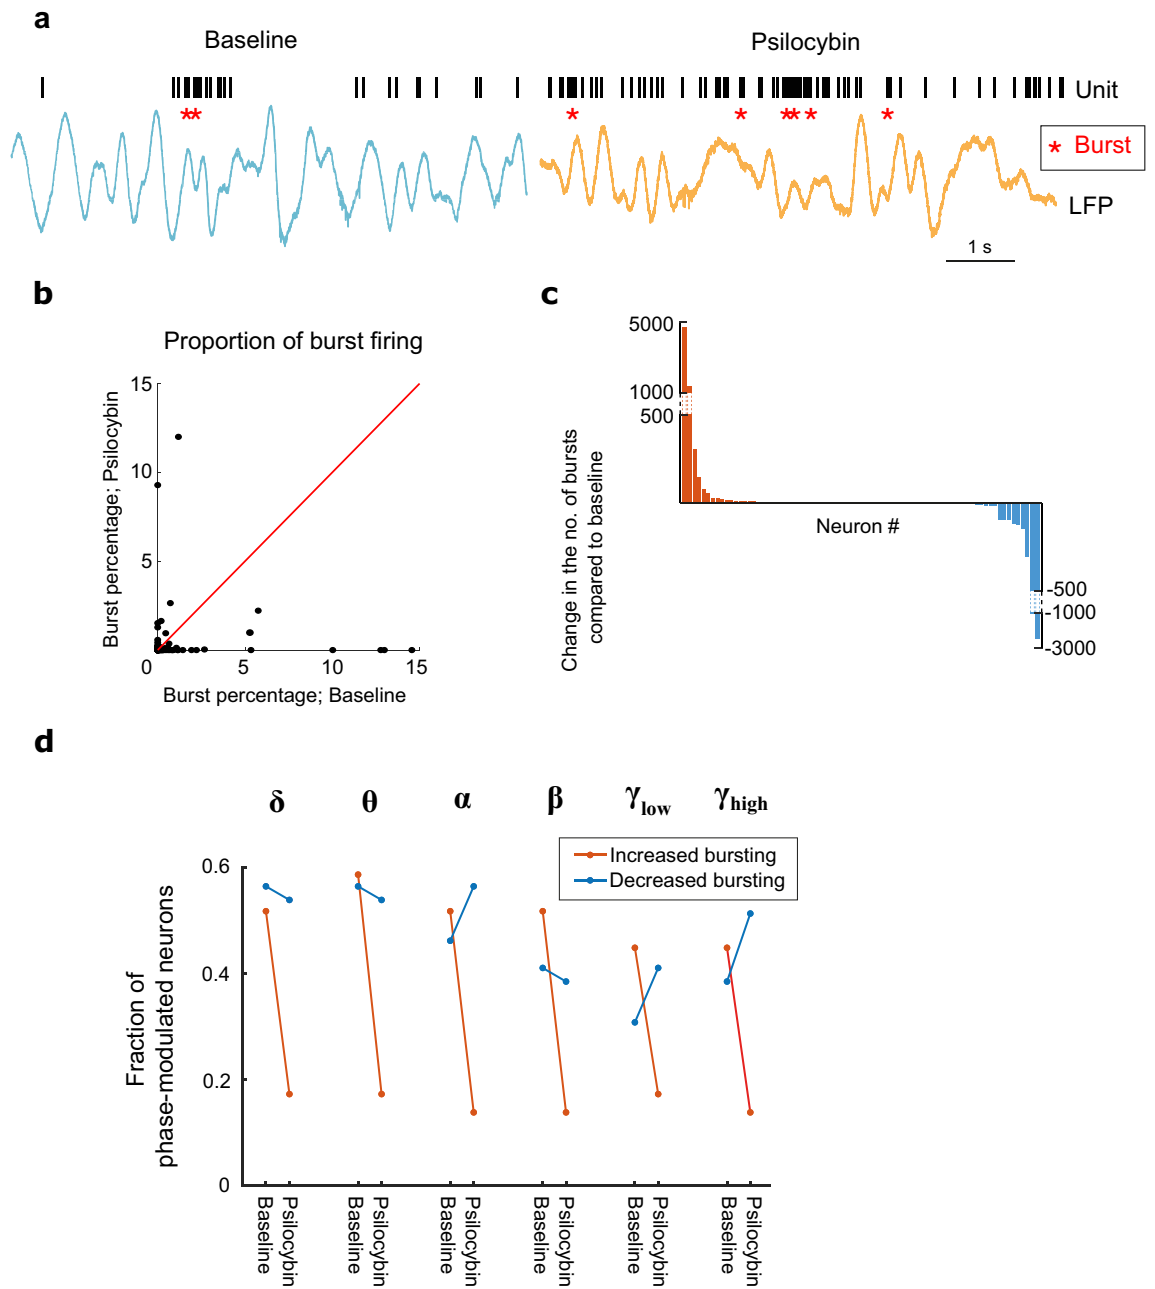 a
Baseline
Psilocybin
Unit
** * * ** * *
* Burst
LFP
1 s
b
Proportion of burst firing
Burst percentage; Psilocybin
15
10
5
0 5 10 15
Burst percentage; Baseline
c
Change in the no. of bursts
compared to baseline
5000
1000
500
Neuron #
-500
-1000
-3000
d
δ θ α β γlow γhigh
Increased bursting
Decreased bursting
Fraction of
phase-modulated neurons
0.6
0.4
0.2
0
Baseline
Psilocybin
Baseline
Psilocybin
Baseline
Psilocybin
Baseline
Psilocybin
Baseline
Psilocybin
Baseline
Psilocybin